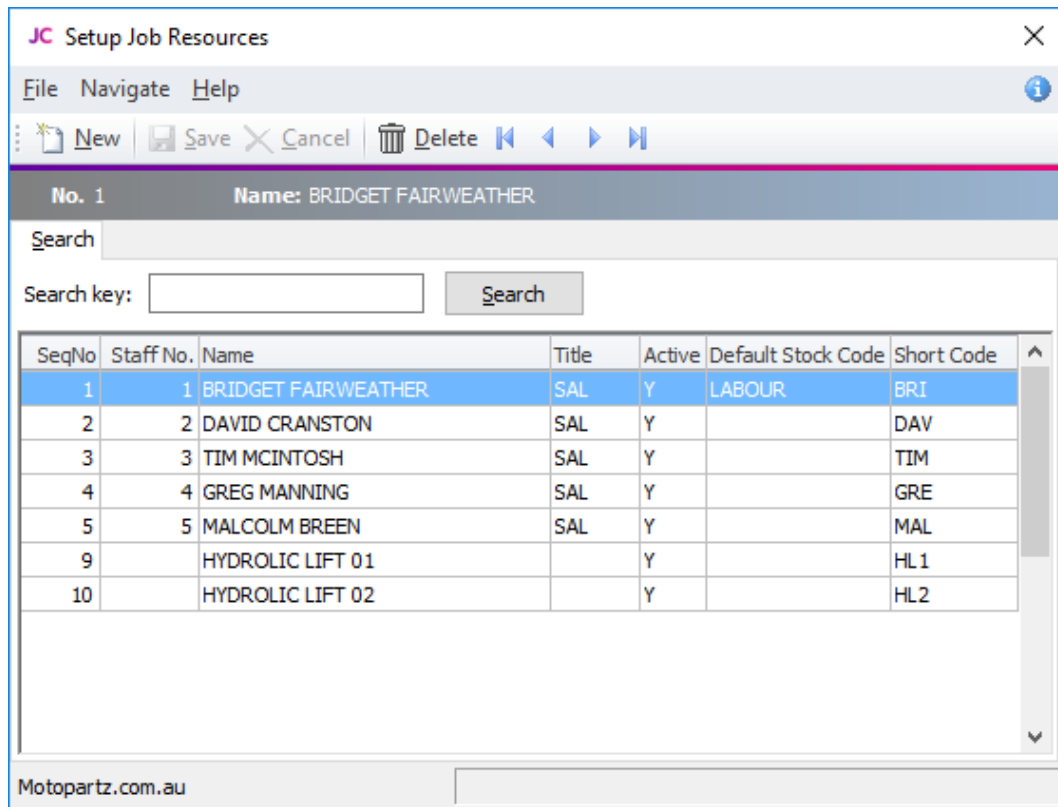 JC Setup Job Resources
File Navigate Help
New Save Cancel Delete
No. 1 Name: BRIDGET FAIRWEATHER
Search
Search key: Search
SeqNo Staff No. Name Title Active Default Stock Code Short Code
1 1 BRIDGET FAIRWEATHER SAL Y LABOUR BRI
2 2 DAVID CRANSTON SAL Y DAV
3 3 TIM MCINTOSH SAL Y TIM
4 4 GREG MANNING SAL Y GRE
5 5 MALCOLM BREEN SAL Y MAL
9 HYDROLIC LIFT 01 Y HL1
10 HYDROLIC LIFT 02 Y HL2
Motopartz.com.au